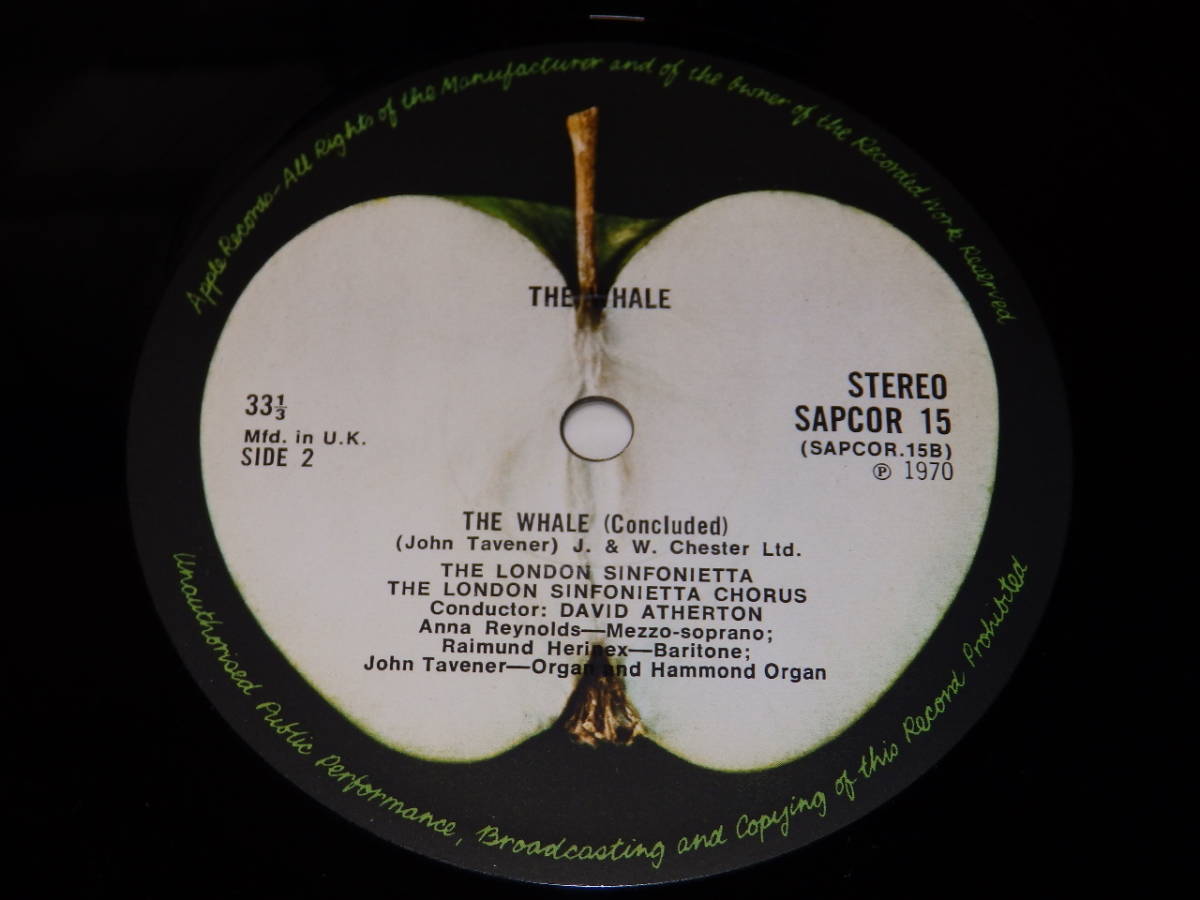 Apple Records-All Rights of the Manufacturer and of the Owner of the Recorded Work Reserved
THE WHALE
33⅓
Mfd. in U.K.
SIDE 2
STEREO
SAPCOR 15
(SAPCOR.15B)
℗ 1970
THE WHALE (Concluded)
(John Tavener) J. & W. Chester Ltd.
THE LONDON SINFONIETTA
THE LONDON SINFONIETTA CHORUS
Conductor: DAVID ATHERTON
Anna Reynolds—Mezzo-soprano;
Raimund Herincx—Baritone;
John Tavener—Organ and Hammond Organ
Unauthorised Public Performance, Broadcasting and Copying of this Record Prohibited